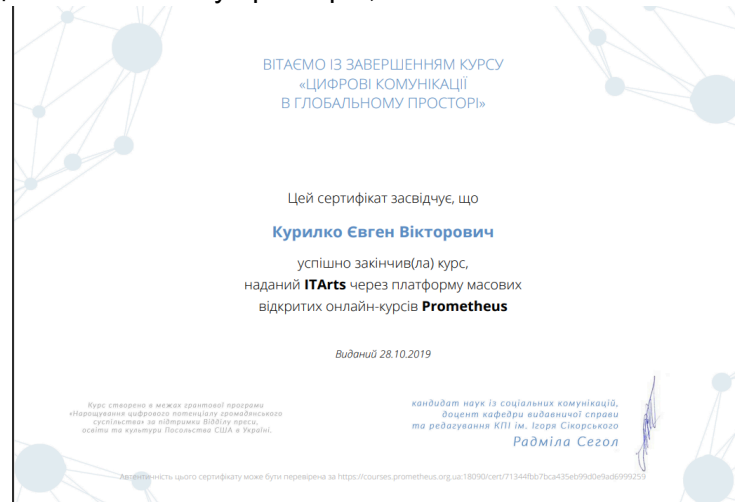 ВІТАЄМО ІЗ ЗАВЕРШЕННЯМ КУРСУ
«ЦИФРОВІ КОМУНІКАЦІЇ
В ГЛОБАЛЬНОМУ ПРОСТОРІ»
Цей сертифікат засвідчує, що
Курилко Євген Вікторович
успішно закінчив(ла) курс,
наданий ITArts через платформу масових
відкритих онлайн-курсів Prometheus
Виданий 28.10.2019
Курс створено в межах грантової програми
«Нарощування цифрового потенціалу громадянського
суспільства» за підтримки Відділу преси,
освіти та культури Посольства США в Україні.
кандидат наук із соціальних комунікацій,
доцент кафедри видавничої справи
та редагування КПІ ім. Ігоря Сікорського
Радміла Сегол
Автентичність цього сертифікату може бути перевірена за https://courses.prometheus.org.ua:18090/cert/71344fbb7bca435eb99d0e9ad6999259